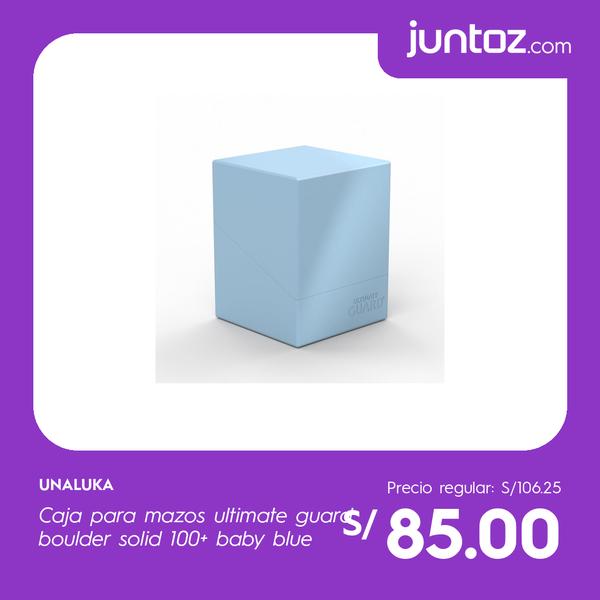 juntoz.com
ULTIMATE
GUARD
UNALUKA
Precio regular: S/106.25
Caja para mazos ultimate guard
boulder solid 100+ baby blue
S/ 85.00